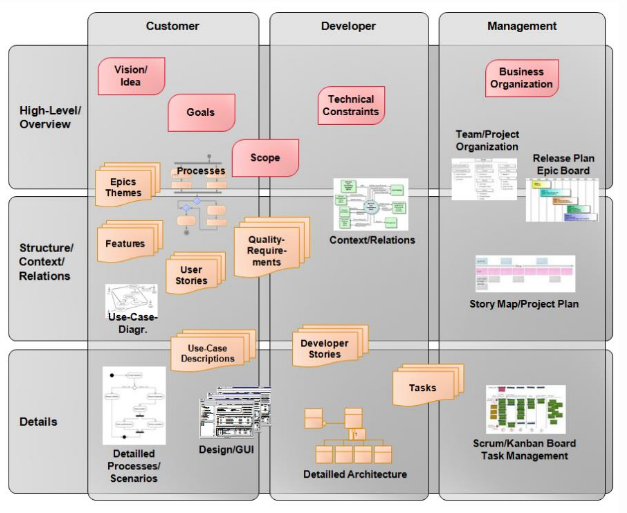 Customer
Developer
Management
High-Level/
Overview
Vision/
Idea
Goals
Scope
Technical
Constraints
Business
Organization
Epics
Themes
Processes
Team/Project
Organization
Release Plan
Epic Board
Structure/
Context/
Relations
Features
User
Stories
Quality-
Require-
ments
Context/Relations
Story Map/Project Plan
Use-Case-
Diagr.
Use-Case
Descriptions
Developer
Stories
Details
Tasks
Detailled
Processes/
Scenarios
Design/GUI
Detailled Architecture
Scrum/Kanban Board
Task Management